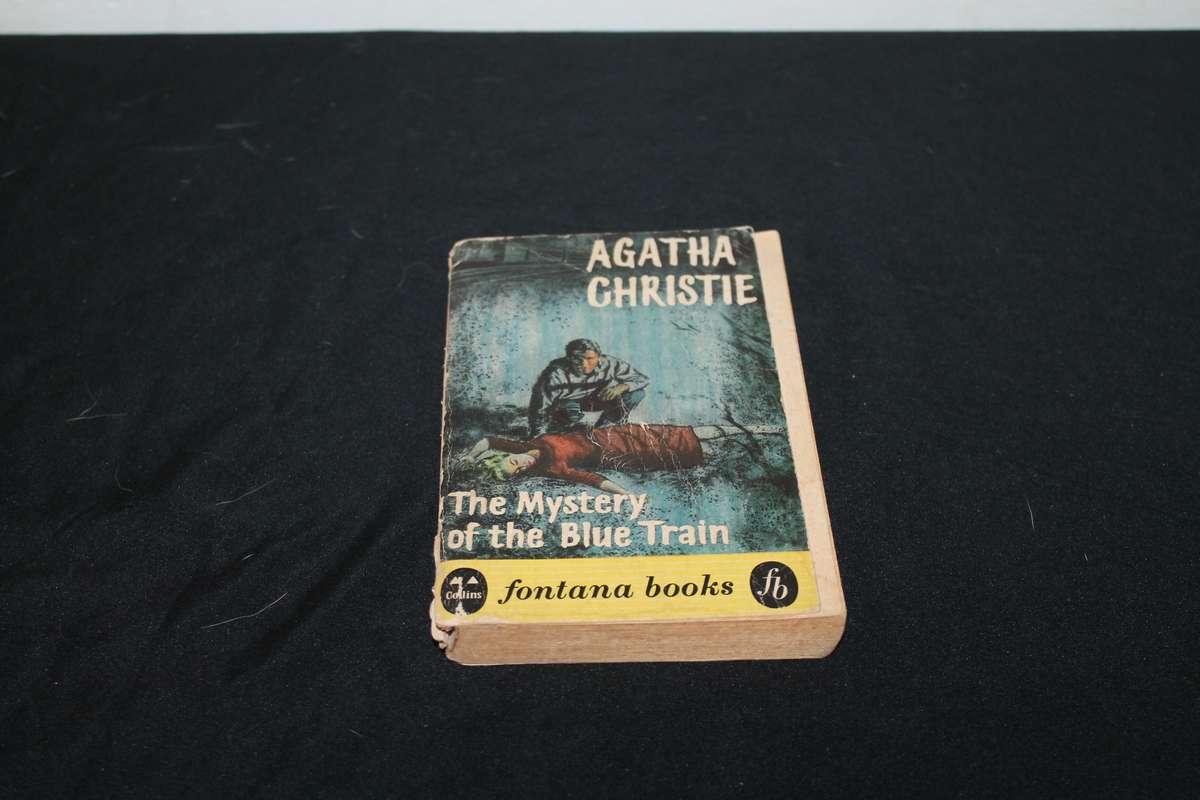 AGATHA
CHRISTIE
The Mystery
of the Blue Train
Collins
fontana books
fb